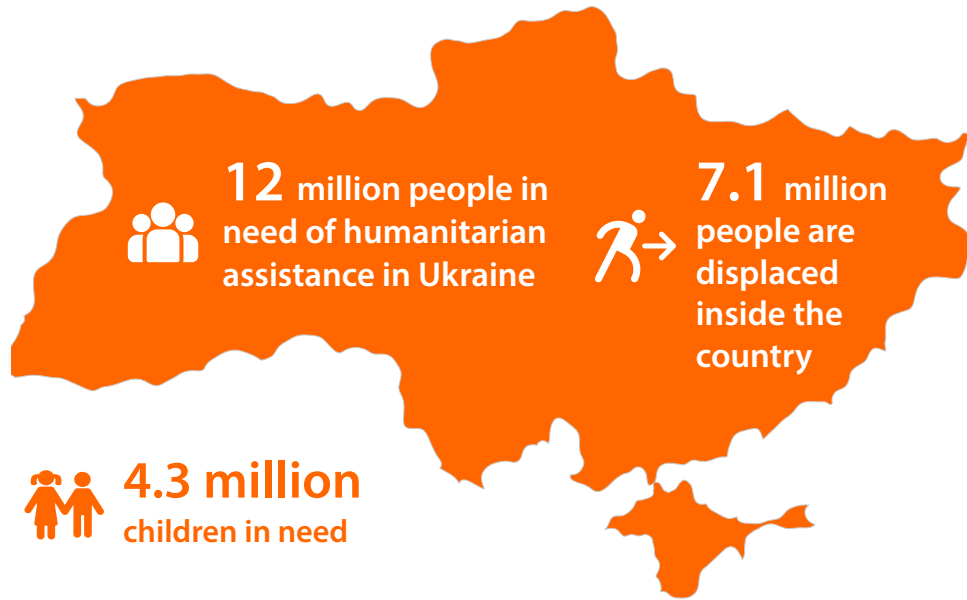 12 million people in
need of humanitarian
assistance in Ukraine
7.1 million
people are
displaced
inside the
country
4.3 million
children in need